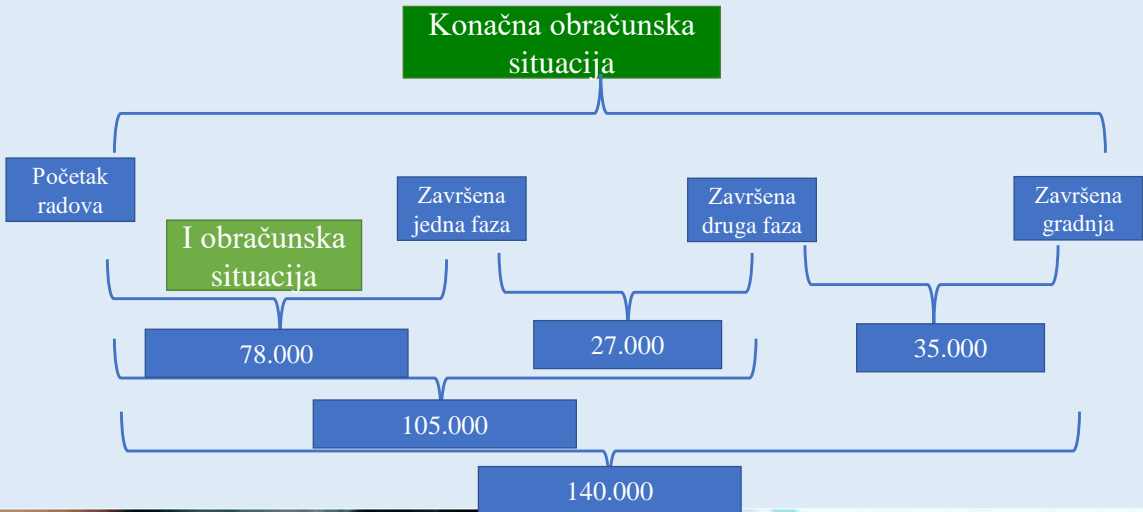 Konačna obračunska
situacija
Početak
radova
Završena
jedna faza
Završena
druga faza
Završena
gradnja
I obračunska
situacija
78.000
27.000
35.000
105.000
140.000